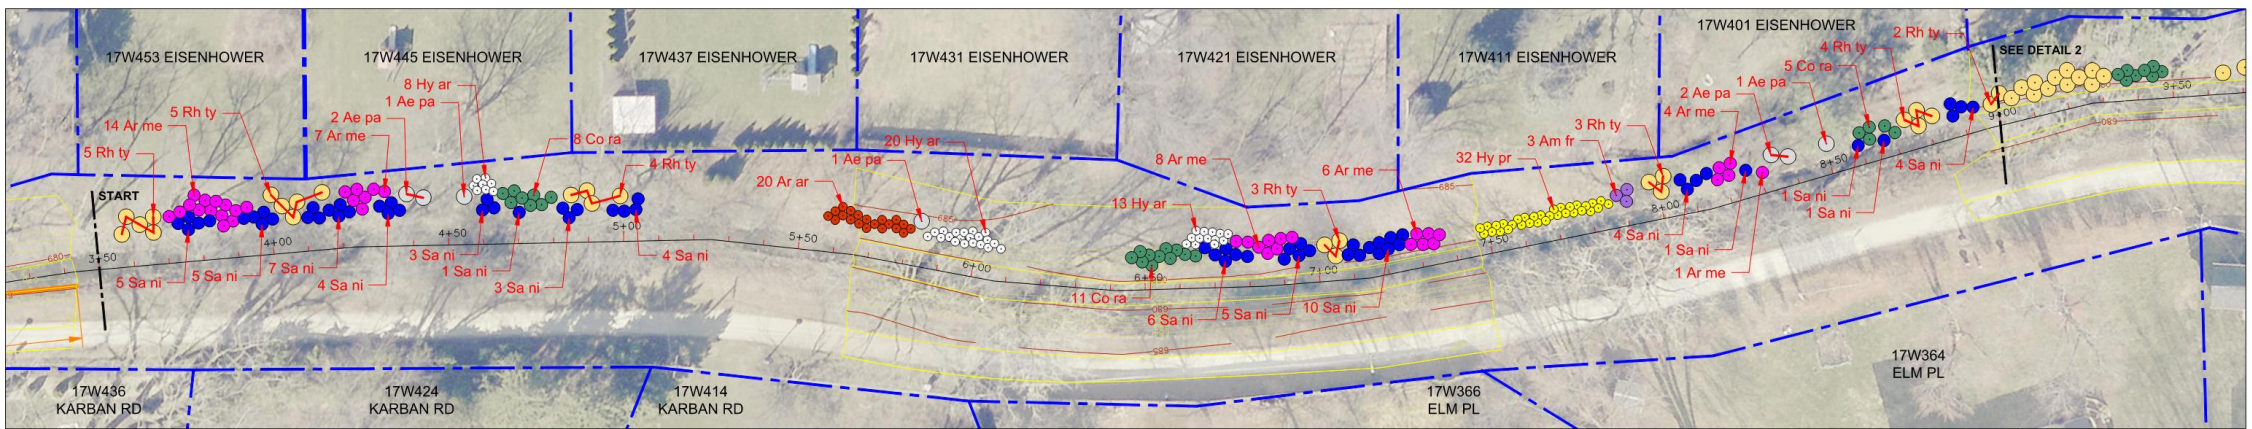 17W453 EISENHOWER
17W445 EISENHOWER
17W437 EISENHOWER
17W431 EISENHOWER
17W421 EISENHOWER
17W411 EISENHOWER
17W401 EISENHOWER
2 Rh ty
SEE DETAIL 2
4 Rh ty
5 Co ra
1 Ae pa
2 Ae pa
4 Ar me
8 Hy ar
1 Ae pa
2 Ae pa
7 Ar me
5 Rh ty
14 Ar me
5 Rh ty
8 Co ra
4 Rh ty
20 Hy ar
1 Ae pa
20 Ar ar
8 Ar me
6 Ar me
3 Rh ty
13 Hy ar
3 Rh ty
3 Am fr
32 Hy pr
START
680
3+50
4+00
4+50
5+00
5+50
685
6+00
6+50
7+00
685
7+50
8+00
8+50
9+00
9+50
680
5 Sa ni
5 Sa ni
7 Sa ni
4 Sa ni
3 Sa ni
1 Sa ni
3 Sa ni
4 Sa ni
11 Co ra
6 Sa ni
5 Sa ni
10 Sa ni
4 Sa ni
1 Sa ni
1 Ar me
1 Sa ni
1 Sa ni
4 Sa ni
680
685
17W436
KARBAN RD
17W424
KARBAN RD
17W414
KARBAN RD
17W366
ELM PL
17W364
ELM PL